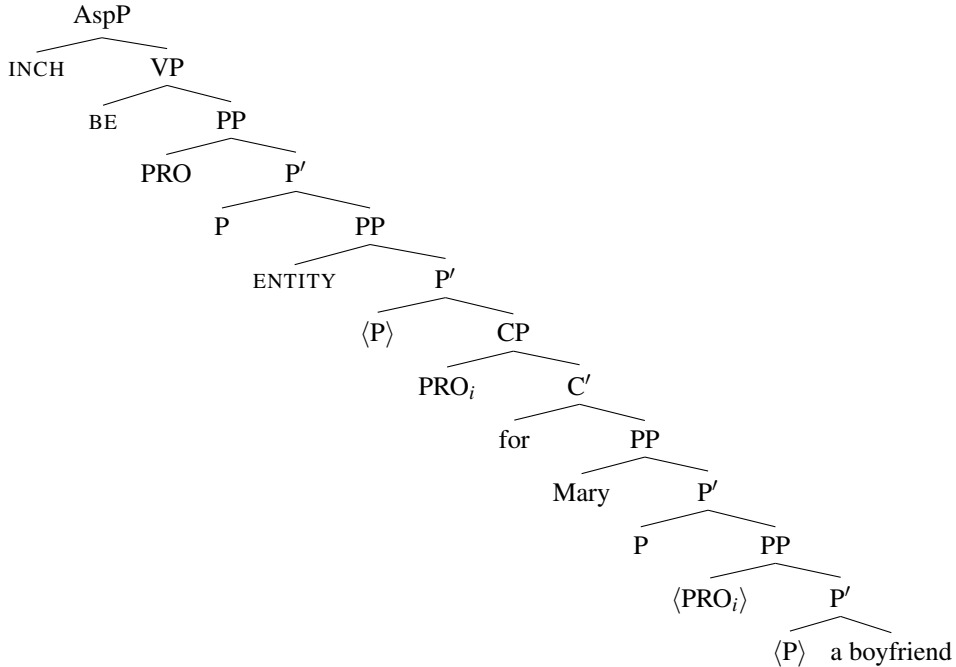 AspP
INCH VP
BE PP
PRO P′
P PP
ENTITY P′
⟨P⟩ CP
PROi C′
for PP
Mary P′
P PP
⟨PROi⟩ P′
⟨P⟩ a boyfriend